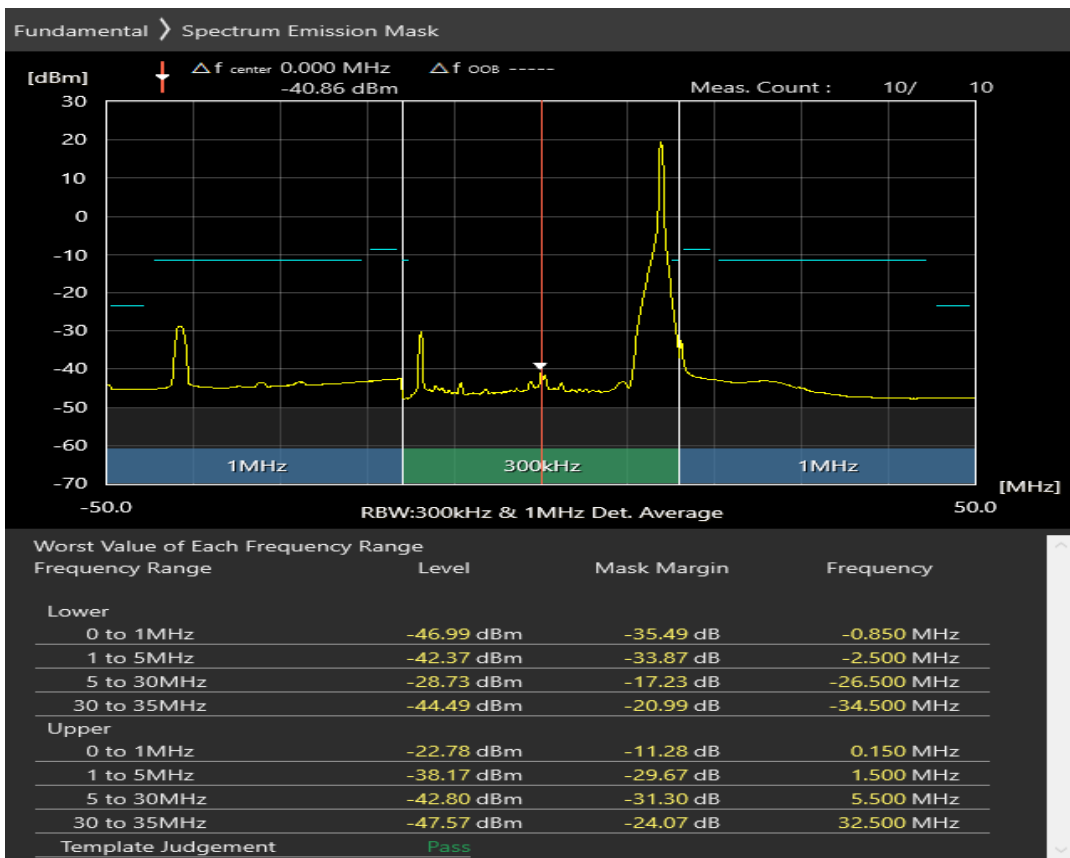 Fundamental 〉 Spectrum Emission Mask
[dBm] △f center 0.000 MHz △f OOB -----
-40.86 dBm Meas. Count : 10/ 10
30
20
10
0
-10
-20
-30
-40
-50
-60
1MHz 300kHz 1MHz
-70
[MHz]
-50.0 RBW:300kHz & 1MHz Det. Average 50.0
Worst Value of Each Frequency Range
Frequency Range Level Mask Margin Frequency
Lower
0 to 1MHz -46.99 dBm -35.49 dB -0.850 MHz
1 to 5MHz -42.37 dBm -33.87 dB -2.500 MHz
5 to 30MHz -28.73 dBm -17.23 dB -26.500 MHz
30 to 35MHz -44.49 dBm -20.99 dB -34.500 MHz
Upper
0 to 1MHz -22.78 dBm -11.28 dB 0.150 MHz
1 to 5MHz -38.17 dBm -29.67 dB 1.500 MHz
5 to 30MHz -42.80 dBm -31.30 dB 5.500 MHz
30 to 35MHz -47.57 dBm -24.07 dB 32.500 MHz
Template Judgement Pass